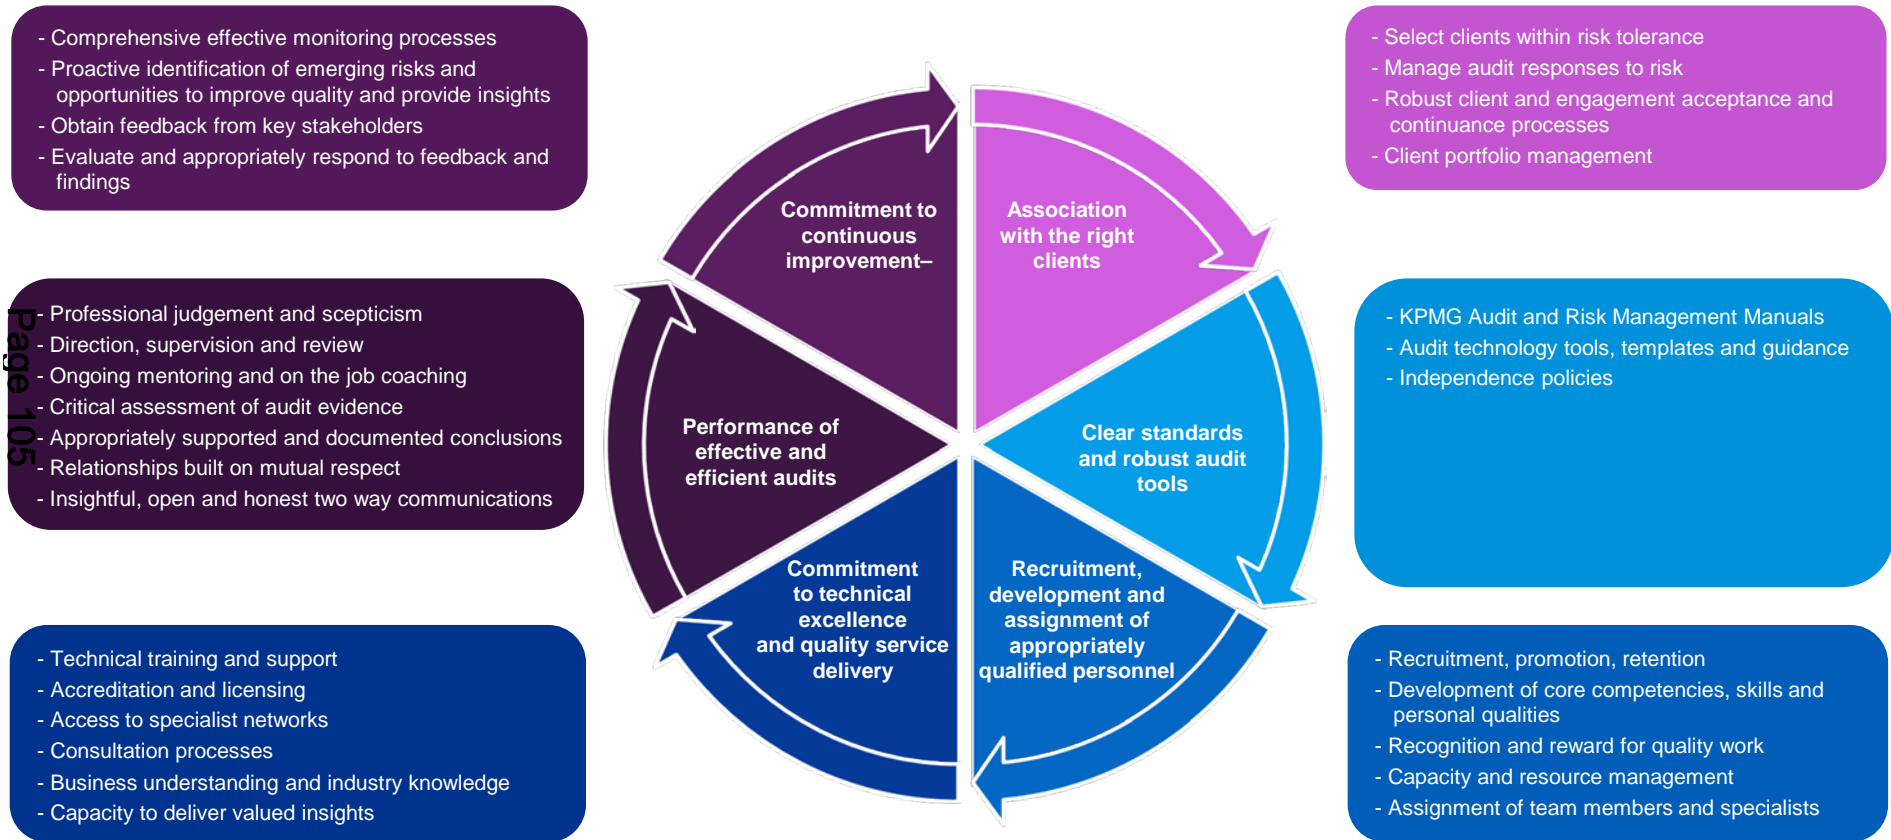 - Comprehensive effective monitoring processes
- Proactive identification of emerging risks and
opportunities to improve quality and provide insights
- Obtain feedback from key stakeholders
- Evaluate and appropriately respond to feedback and
findings
- Professional judgement and scepticism
- Direction, supervision and review
- Ongoing mentoring and on the job coaching
- Critical assessment of audit evidence
- Appropriately supported and documented conclusions
- Relationships built on mutual respect
- Insightful, open and honest two way communications
Page 105
- Technical training and support
- Accreditation and licensing
- Access to specialist networks
- Consultation processes
- Business understanding and industry knowledge
- Capacity to deliver valued insights
Commitment to
continuous
improvement–
Association
with the right
clients
Performance of
effective and
efficient audits
Clear standards
and robust audit
tools
Commitment
to technical
excellence
and quality service
delivery
Recruitment,
development and
assignment of
appropriately
qualified personnel
- Select clients within risk tolerance
- Manage audit responses to risk
- Robust client and engagement acceptance and
continuance processes
- Client portfolio management
- KPMG Audit and Risk Management Manuals
- Audit technology tools, templates and guidance
- Independence policies
- Recruitment, promotion, retention
- Development of core competencies, skills and
personal qualities
- Recognition and reward for quality work
- Capacity and resource management
- Assignment of team members and specialists